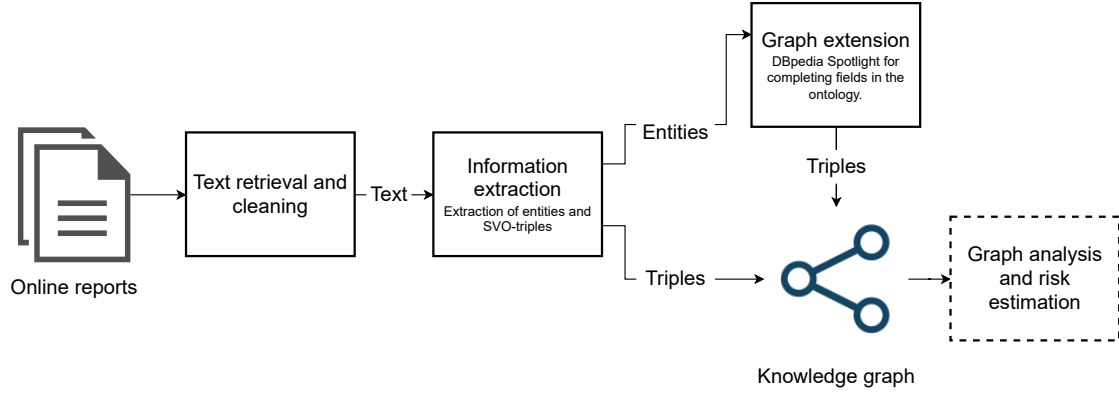 Online reports
Text retrieval and
cleaning
Text
Information
extraction
Extraction of entities and
SVO-triples
Entities
Graph extension
DBpedia Spotlight for
completing fields in the
ontology.
Triples
Triples
Knowledge graph
Graph analysis
and risk
estimation